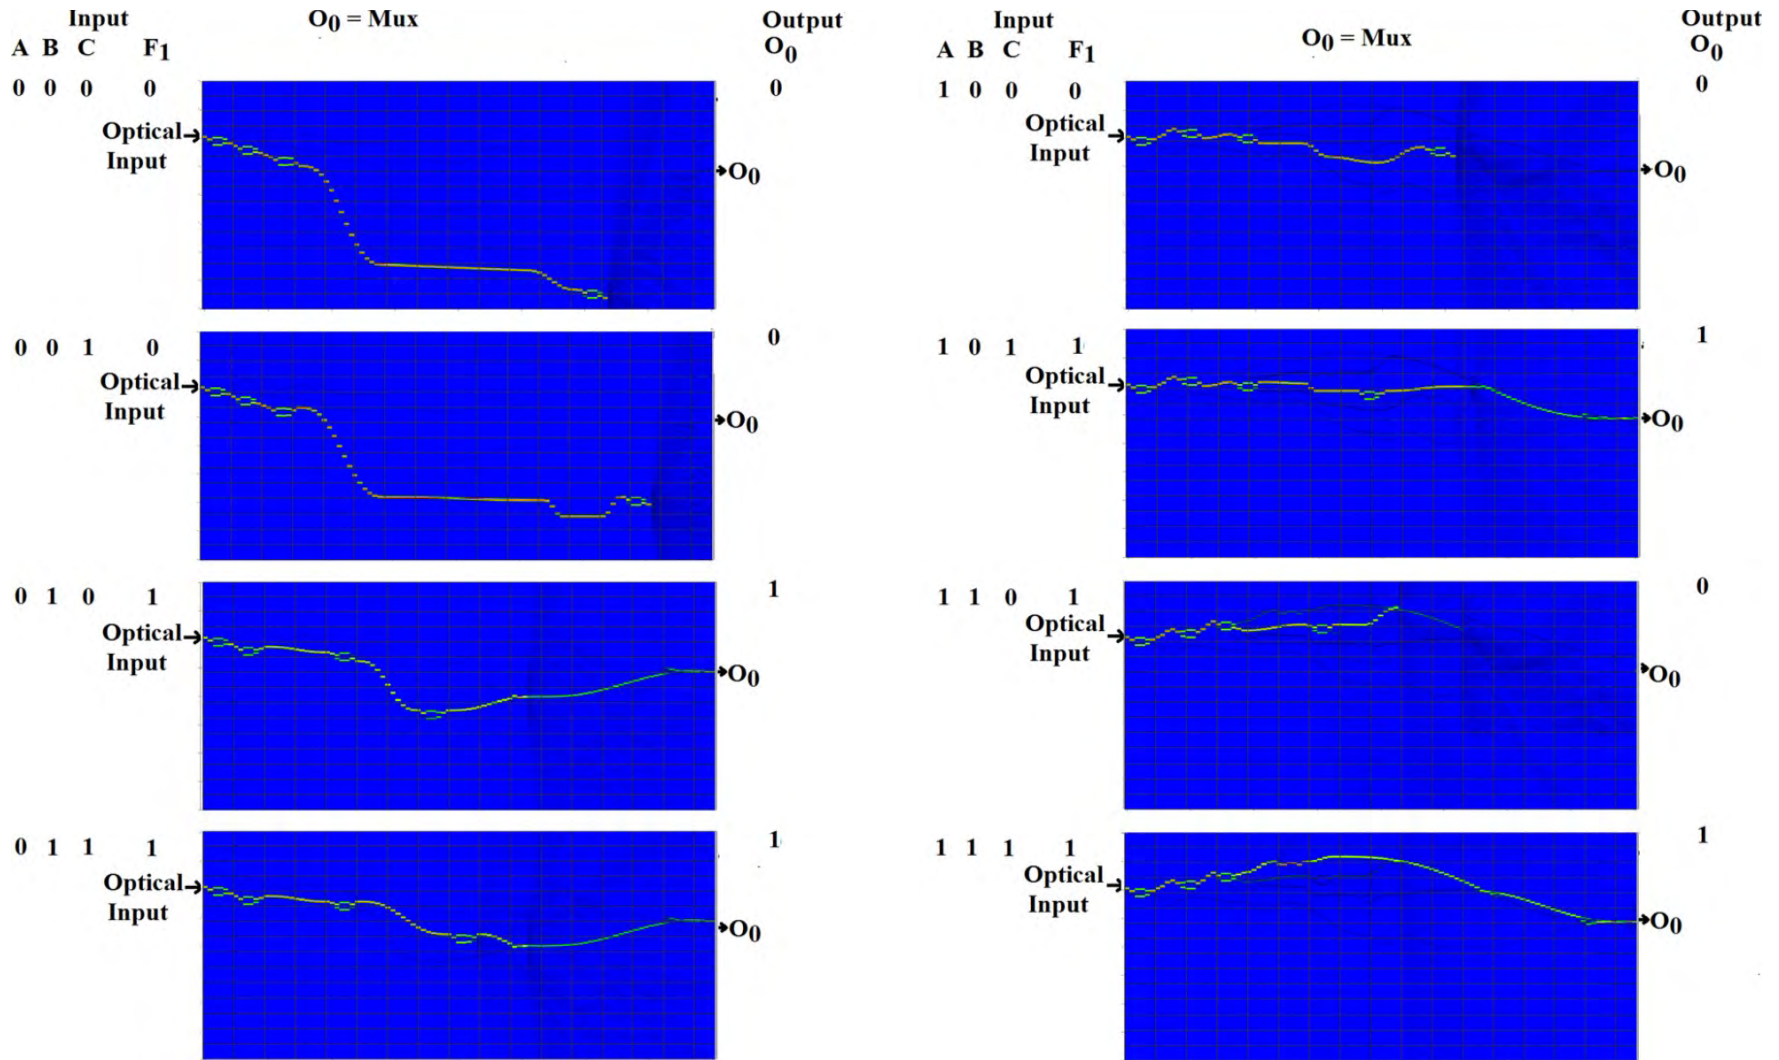 Input O0 = Mux Output
A B C F1 O0
0 0 0 0 0
Optical
Input
O0
0 0 1 0 0
Optical
Input
O0
0 1 0 1 1
Optical
Input
O0
0 1 1 1 1
Optical
Input
O0
Input O0 = Mux Output
A B C F1 O0
1 0 0 0 0
Optical
Input
O0
1 0 1 1 1
Optical
Input
O0
1 1 0 1 0
Optical
Input
O0
1 1 1 1 1
Optical
Input
O0